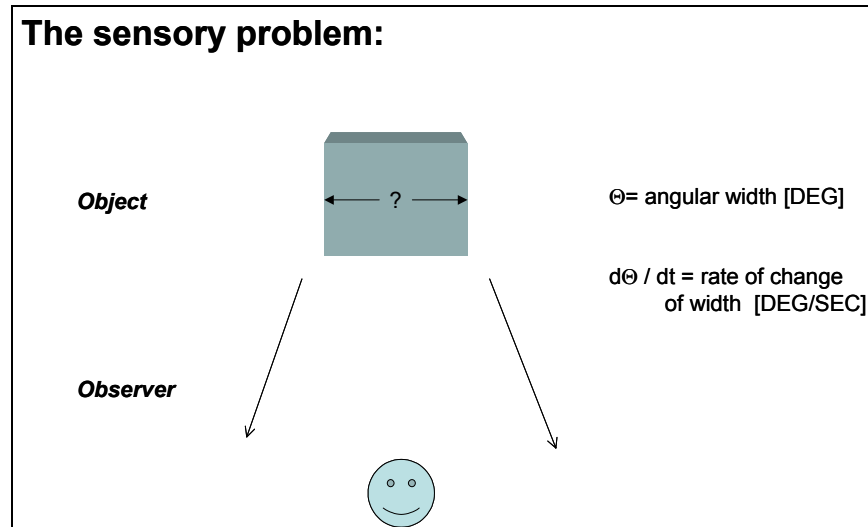 The sensory problem:
Object
?
Θ= angular width [DEG]
dΘ / dt = rate of change
of width [DEG/SEC]
Observer